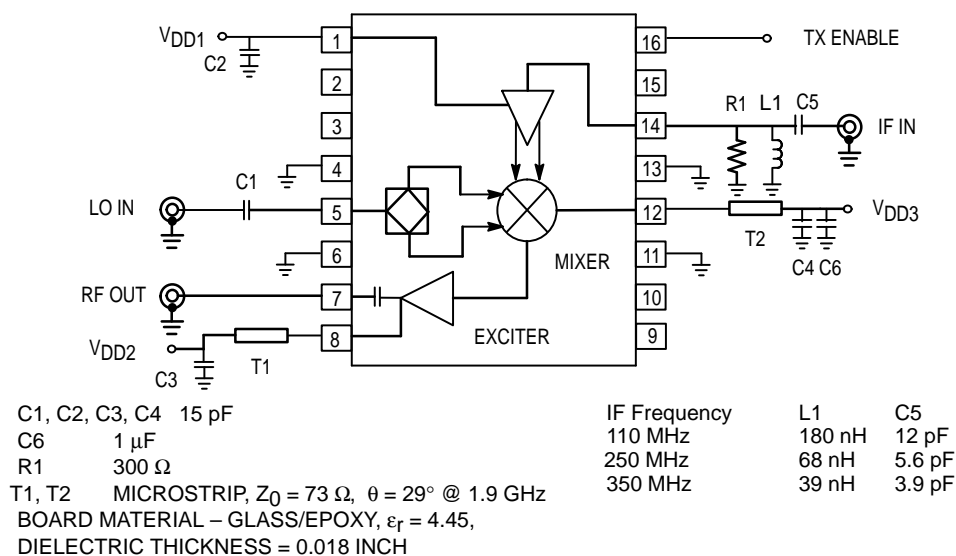 VDD1
C2
1
2
3
4
5
6
7
8
16
15
14
13
12
11
10
9
TX ENABLE
R1 L1 C5
IF IN
C1
LO IN
MIXER
T2
C4 C6
VDD3
RF OUT
EXCITER
VDD2
C3
T1
C1, C2, C3, C4 15 pF
C6 1 μF
R1 300 Ω
T1, T2 MICROSTRIP, Z0 = 73 Ω, θ = 29° @ 1.9 GHz
BOARD MATERIAL – GLASS/EPOXY, εr = 4.45,
DIELECTRIC THICKNESS = 0.018 INCH
IF Frequency L1 C5
110 MHz 180 nH 12 pF
250 MHz 68 nH 5.6 pF
350 MHz 39 nH 3.9 pF